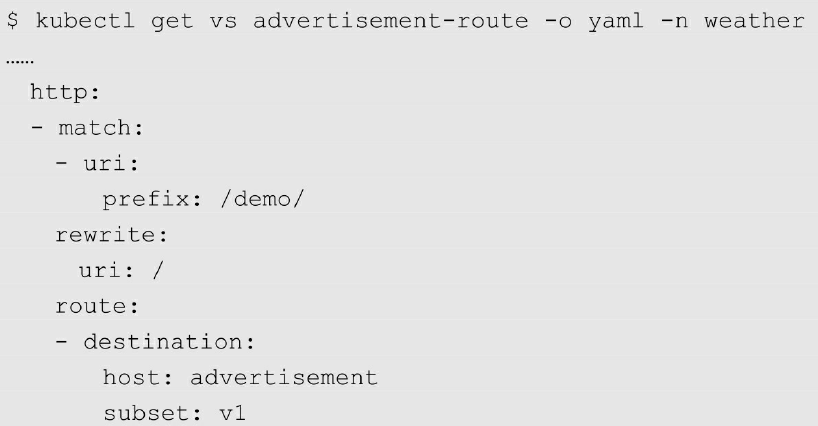 $ kubectl get vs advertisement-route -o yaml -n weather
……
http:
- match:
- uri:
prefix: /demo/
rewrite:
uri: /
route:
- destination:
host: advertisement
subset: v1